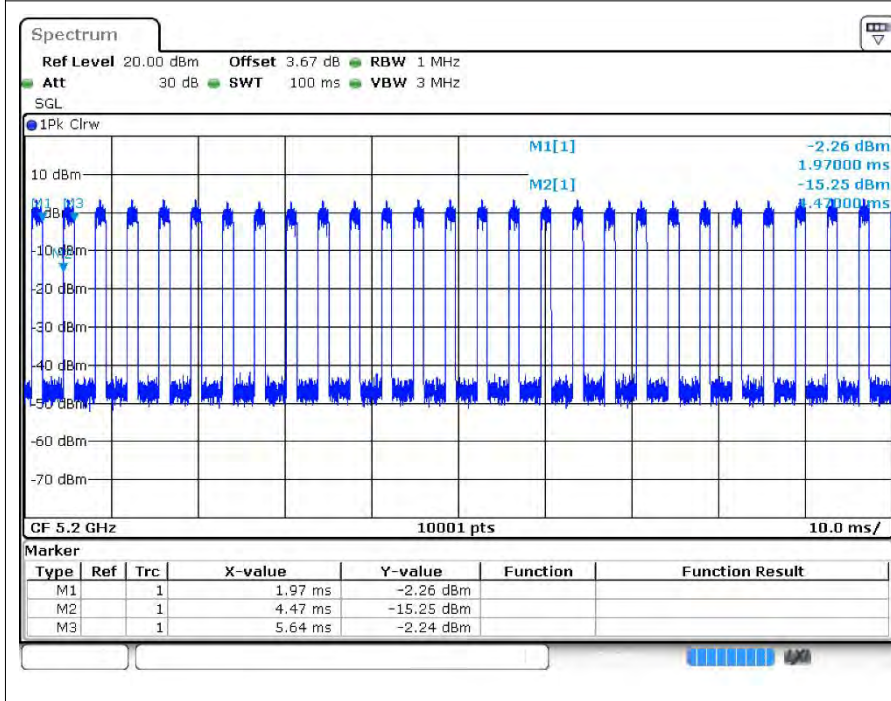 Spectrum
Ref Level 20.00 dBm Offset 3.67 dB RBW 1 MHz
Att 30 dB SWT 100 ms VBW 3 MHz
SGL
1Pk Clrw
M1[1] -2.26 dBm
1.97000 ms
M2[1] -15.25 dBm
4.47000 ms
10 dBm
M1 M3
-10 dBm
-20 dBm
-30 dBm
-40 dBm
-50 dBm
-60 dBm
-70 dBm
CF 5.2 GHz 10001 pts 10.0 ms/
Marker
Type Ref Trc X-value Y-value Function Function Result
M1 1 1.97 ms -2.26 dBm
M2 1 4.47 ms -15.25 dBm
M3 1 5.64 ms -2.24 dBm